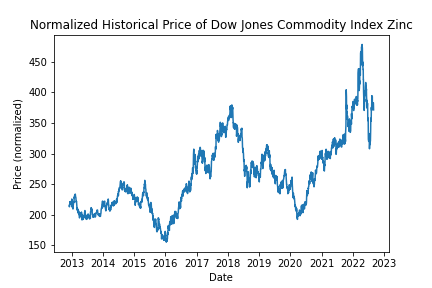 Normalized Historical Price of Dow Jones Commodity Index Zinc
Price (normalized)
450
400
350
300
250
200
150
2013 2014 2015 2016 2017 2018 2019 2020 2021 2022 2023
Date